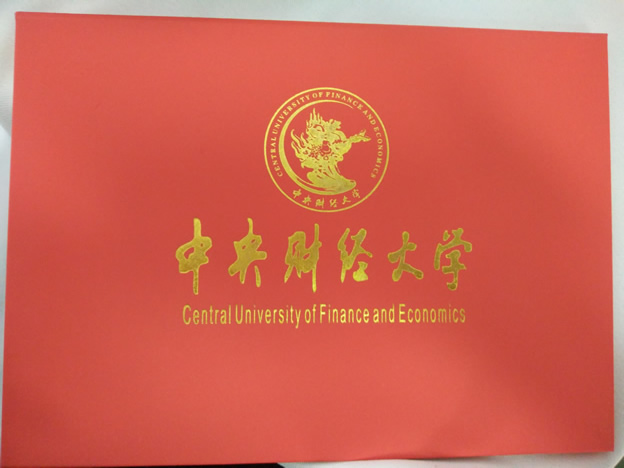 CENTRAL UNIVERSITY OF FINANCE AND ECONOMICS
中央财经大学
中央财经大学
Central University of Finance and Economics